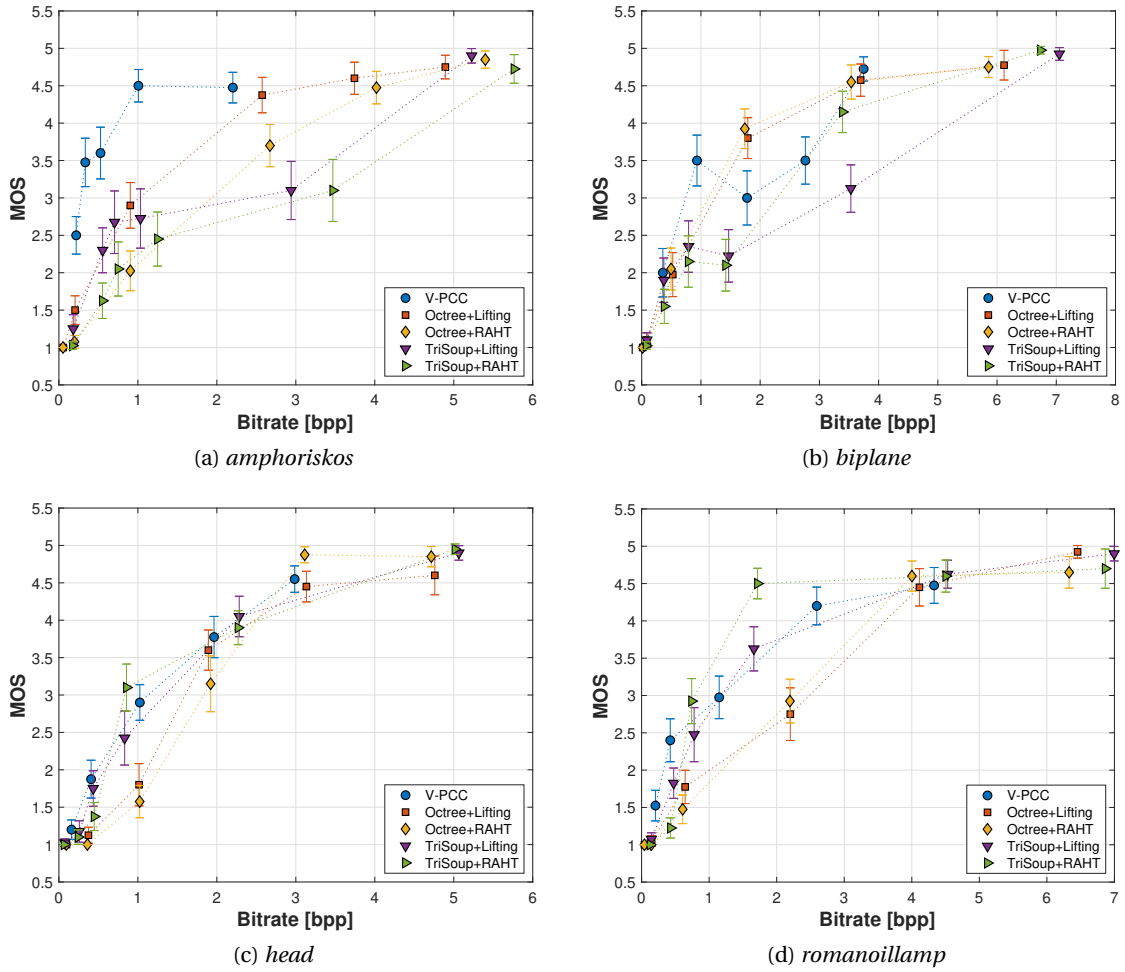 5.5
5
4.5
4
3.5
3
2.5
2
1.5
1
0.5
MOS
V-PCC
Octree+Lifting
Octree+RAHT
TriSoup+Lifting
TriSoup+RAHT
0 1 2 3 4 5 6
Bitrate [bpp]
(a) amphoriskos
5.5
5
4.5
4
3.5
3
2.5
2
1.5
1
0.5
MOS
V-PCC
Octree+Lifting
Octree+RAHT
TriSoup+Lifting
TriSoup+RAHT
0 1 2 3 4 5 6 7 8
Bitrate [bpp]
(b) biplane
5.5
5
4.5
4
3.5
3
2.5
2
1.5
1
0.5
MOS
V-PCC
Octree+Lifting
Octree+RAHT
TriSoup+Lifting
TriSoup+RAHT
0 1 2 3 4 5 6
Bitrate [bpp]
(c) head
5.5
5
4.5
4
3.5
3
2.5
2
1.5
1
0.5
MOS
V-PCC
Octree+Lifting
Octree+RAHT
TriSoup+Lifting
TriSoup+RAHT
0 1 2 3 4 5 6 7
Bitrate [bpp]
(d) romanoillamp